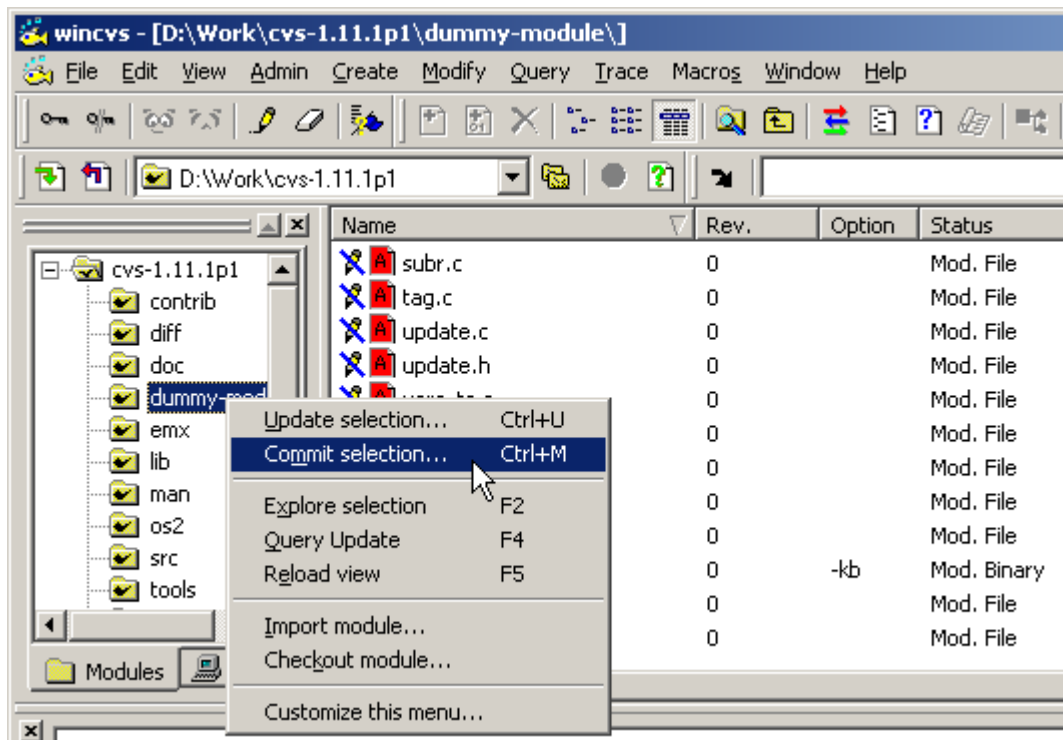 wincvs - [D:\Work\cvs-1.11.1p1\dummy-module\]
File Edit View Admin Create Modify Query Trace Macros Window Help
D:\Work\cvs-1.11.1p1
Name Rev. Option Status
cvs-1.11.1p1
contrib
diff
doc
dummy-mod
emx
lib
man
os2
src
tools
Modules
subr.c 0 Mod. File
tag.c 0 Mod. File
update.c 0 Mod. File
update.h 0 Mod. File
0 Mod. File
0 Mod. File
0 Mod. File
0 Mod. File
0 Mod. File
0 -kb Mod. Binary
0 Mod. File
0 Mod. File
Update selection... Ctrl+U
Commit selection... Ctrl+M
Explore selection F2
Query Update F4
Reload view F5
Import module...
Checkout module...
Customize this menu...